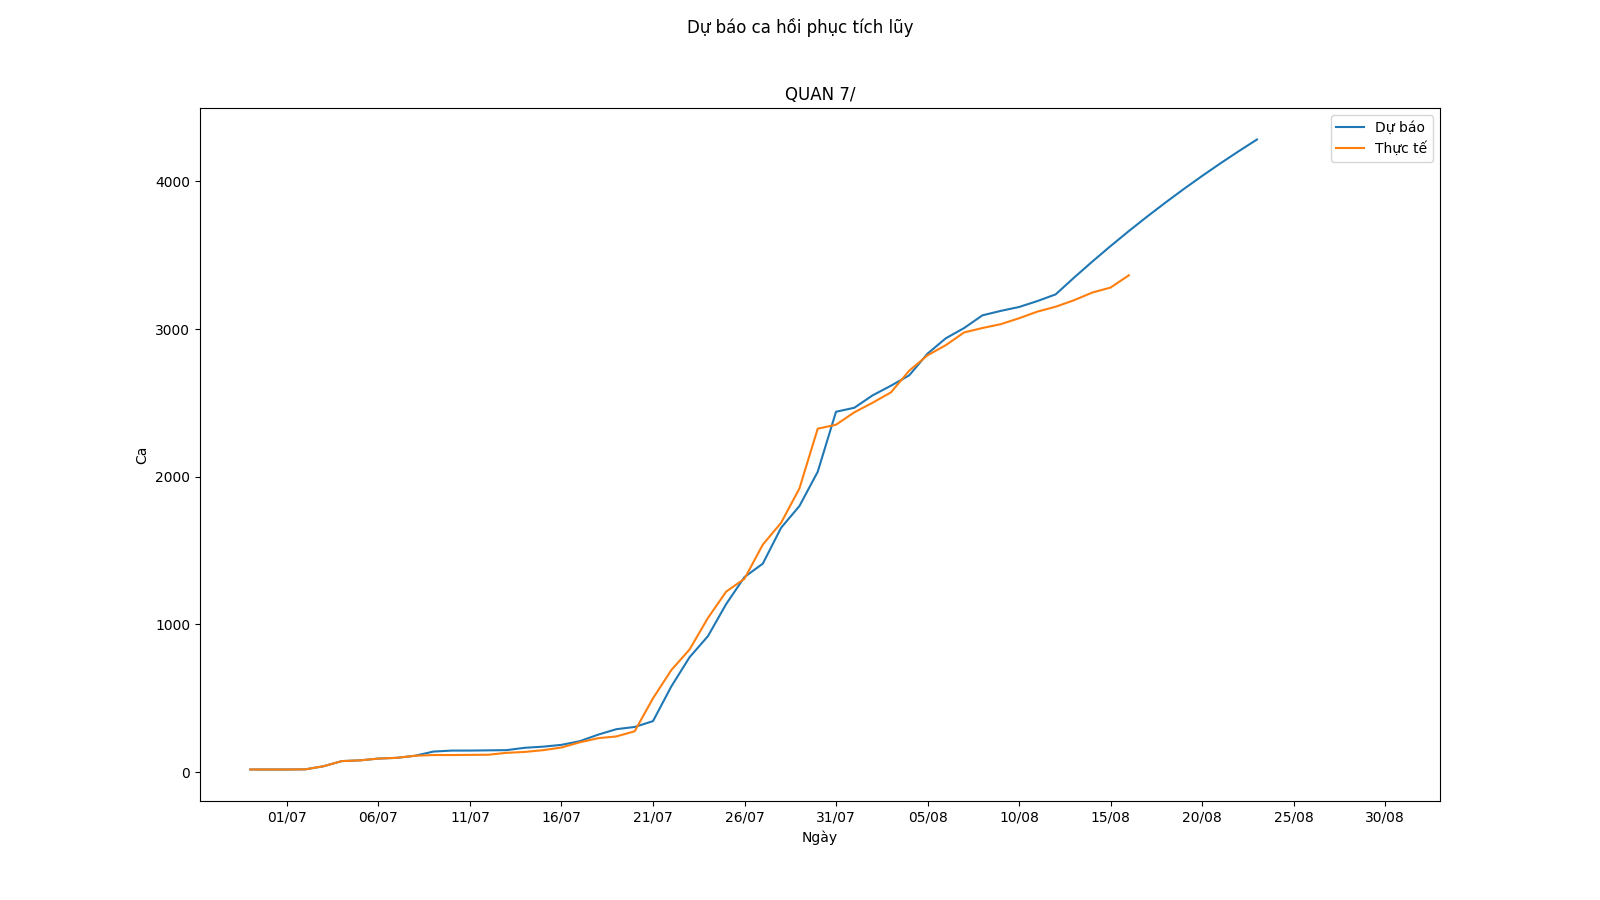 Dự báo ca hồi phục tích lũy
QUAN 7/
Dự báo
Thực tế
4000
3000
2000
1000
0
Ca
01/07 06/07 11/07 16/07 21/07 26/07 31/07 05/08 10/08 15/08 20/08 25/08 30/08
Ngày